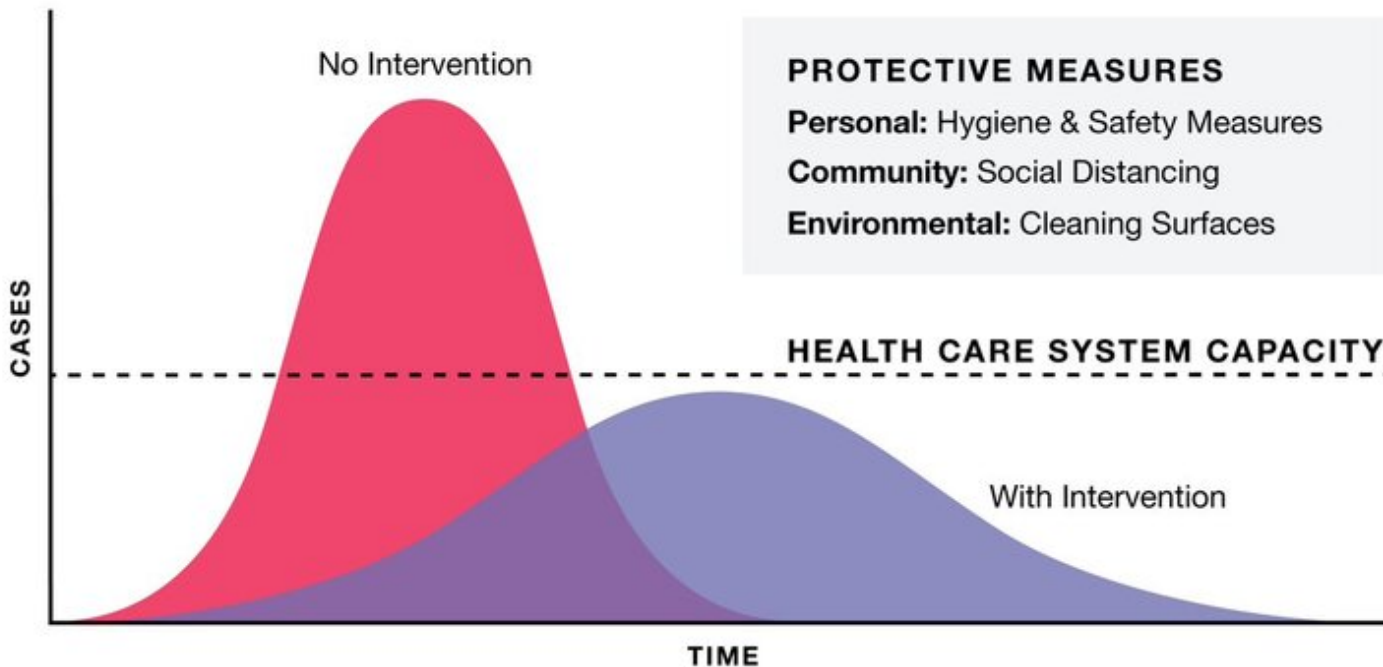 No Intervention
PROTECTIVE MEASURES
Personal: Hygiene & Safety Measures
Community: Social Distancing
Environmental: Cleaning Surfaces
CASES
HEALTH CARE SYSTEM CAPACITY
With Intervention
TIME